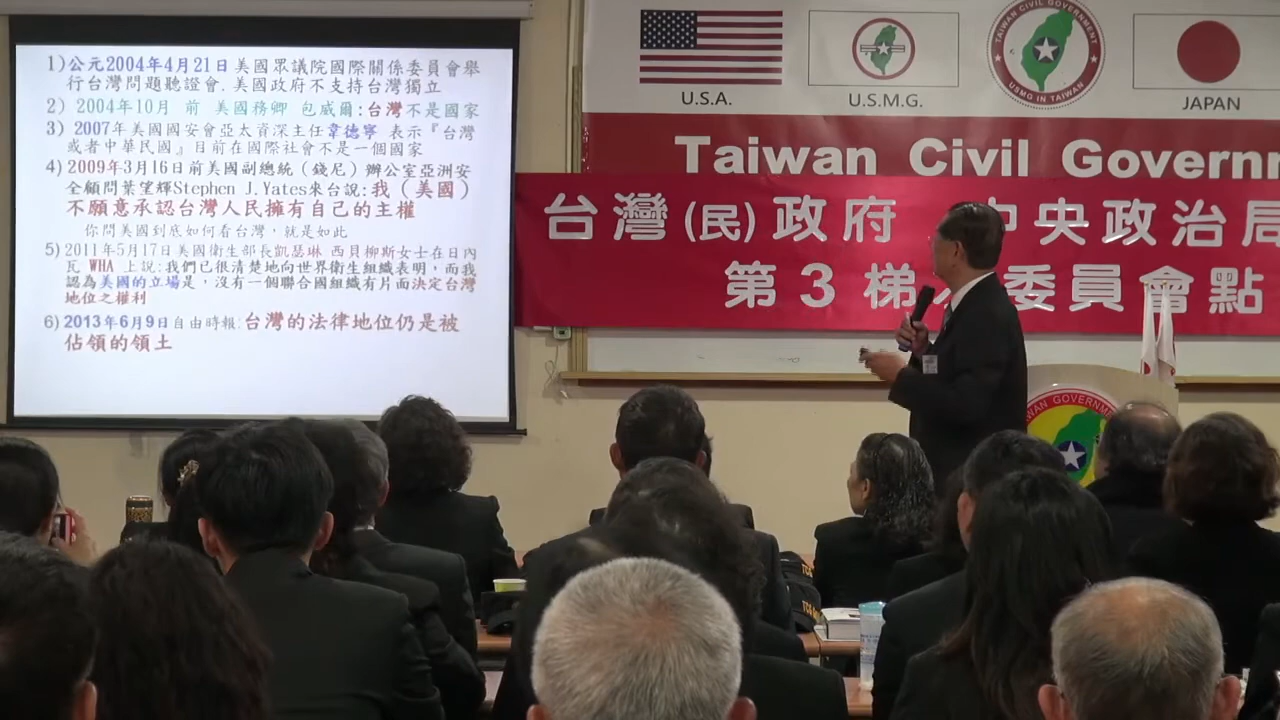 1)公元2004年4月21日美國眾議院國際關係委員會舉
行台灣問題聽證會.美國政府不支持台灣獨立
2) 2004年10月 前 美國務卿 包威爾:台灣不是國家
3) 2007年美國國安會亞太資深主任韋德寧 表示『台灣
或者中華民國』目前在國際社會不是一個國家
4)2009年3月16日前美國副總統(錢尼)辦公室亞洲安
全顧問葉望輝Stephen J.Yates來台說:我(美國)
不願意承認台灣人民擁有自己的主權
你問美國到底如何看台灣,就是如此
5)2011年5月17日美國衛生部長凱瑟琳 西貝柳斯女士在日內
瓦 WHA 上說:我們已很清楚地向世界衛生組織表明,而我
認為美國的立場是,沒有一個聯合國組織有片面決定台灣
地位之權利
6)2013年6月9日自由時報:台灣的法律地位仍是被
佔領的領土
U.S.A.
U.S.M.G.
TAIWAN CIVIL GOVERNMENT
USMG IN TAIWAN
JAPAN
Taiwan Civil Governm
台灣(民)政府 中央政治局
第3梯 委員會點
TAIWAN GOVERNMENT